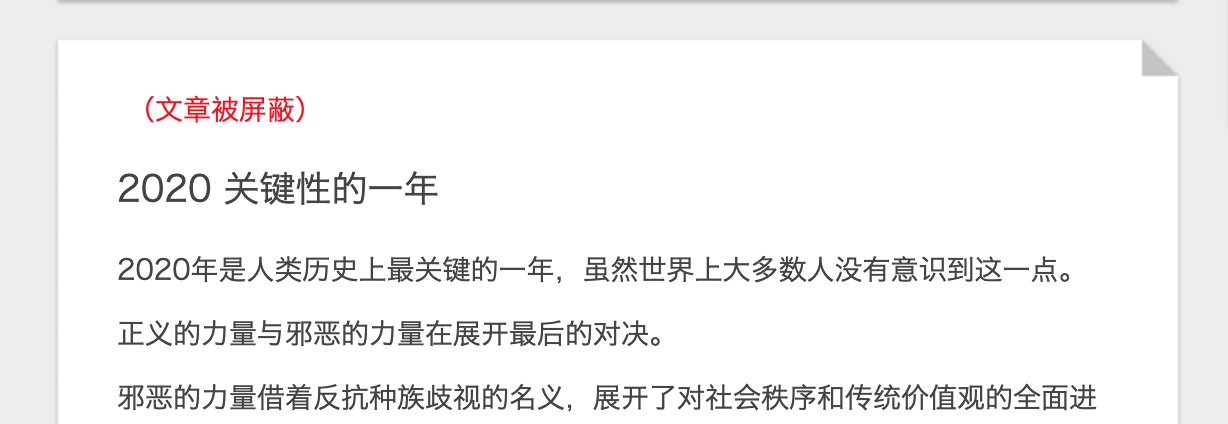 （文章被屏蔽）
2020 关键性的一年
2020年是人类历史上最关键的一年，虽然世界上大多数人没有意识到这一点。
正义的力量与邪恶的力量在展开最后的对决。
邪恶的力量借着反抗种族歧视的名义，展开了对社会秩序和传统价值观的全面进